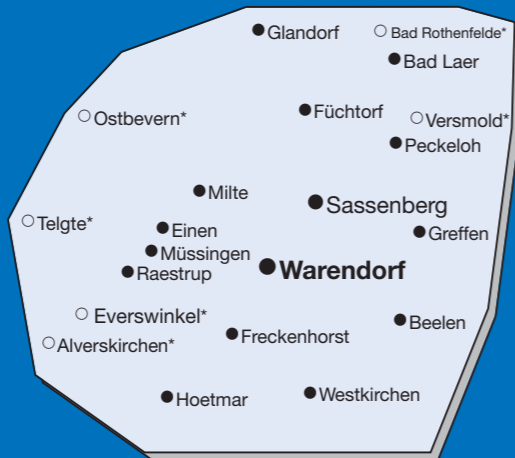 Glandorf
Bad Rothenfelde*
Bad Laer
Füchtorf
Ostbevern*
Versmold*
Peckeloh
Milte
Sassenberg
Telgte*
Einen
Greffen
Müssingen
Raestrup
Warendorf
Everswinkel*
Beelen
Freckenhorst
Alverskirchen*
Westkirchen
Hoetmar